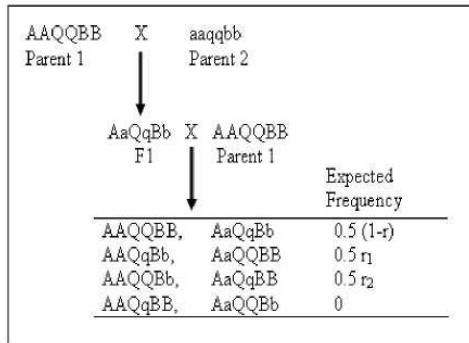 AAQQBB X aaqqbb
Parent 1 Parent 2
AaQqBb X AAQQBB
F1 Parent 1
Expected
Frequency
AAQQBB, AaQqBb 0.5 (1-r)
AAQqBb, AaQQBB 0.5 r₁
AAQQBb, AaQqBB 0.5 r₂
AAQqBB, AaQQBb 0